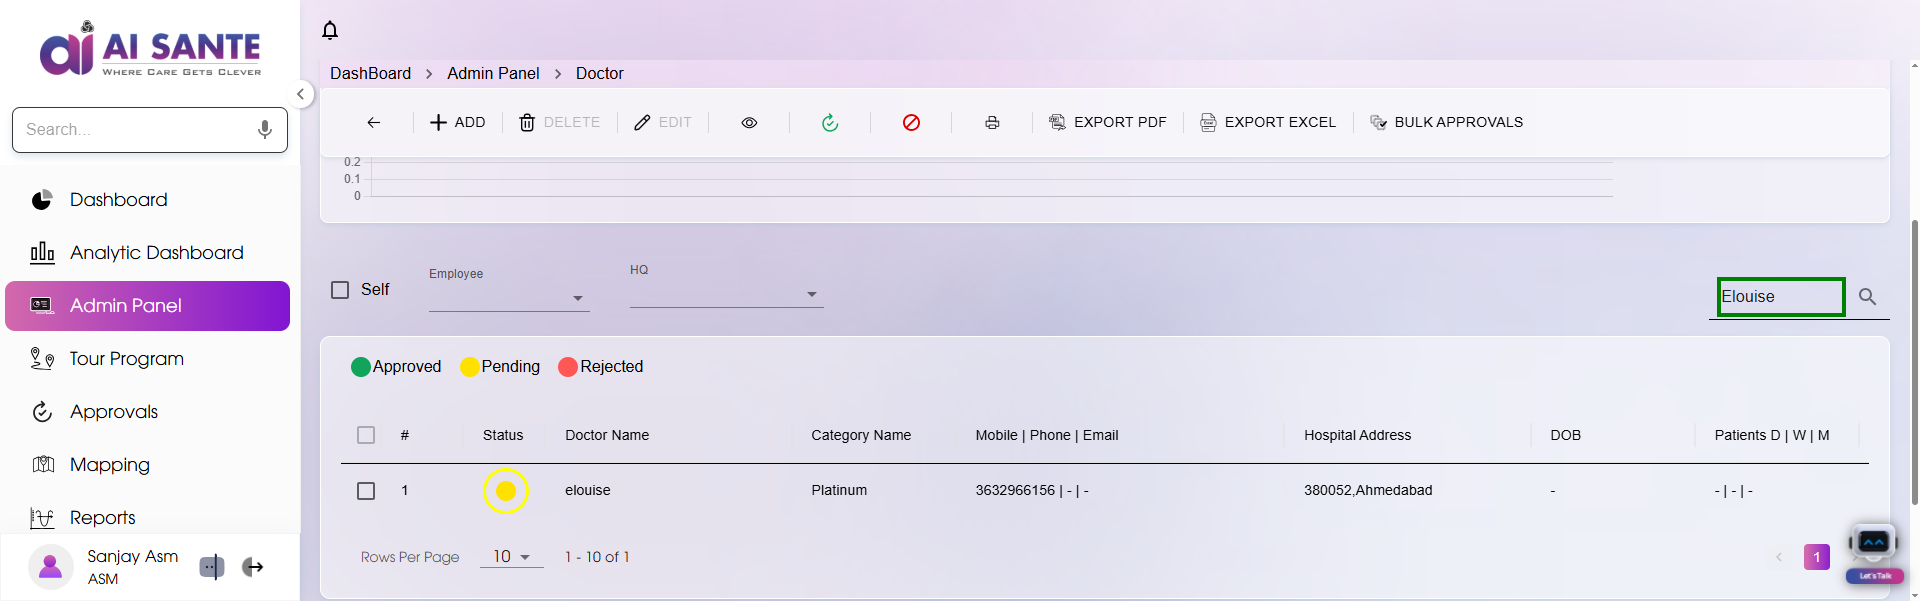 AI SANTE
WHERE CARE GETS CLEVER
Search...
Dashboard
Analytic Dashboard
Admin Panel
Tour Program
Approvals
Mapping
Reports
Sanjay Asm
ASM
DashBoard > Admin Panel > Doctor
ADD DELETE EDIT EXPORT PDF EXPORT EXCEL BULK APPROVALS
0.2
0.1
0
Self
Employee
HQ
Elouise
Approved Pending Rejected
# Status Doctor Name Category Name Mobile | Phone | Email Hospital Address DOB Patients D | W | M
1 elouise Platinum 3632966156 | - | - 380052,Ahmedabad - - | - | -
Rows Per Page 10 1 - 10 of 1
< 1
Let's Talk